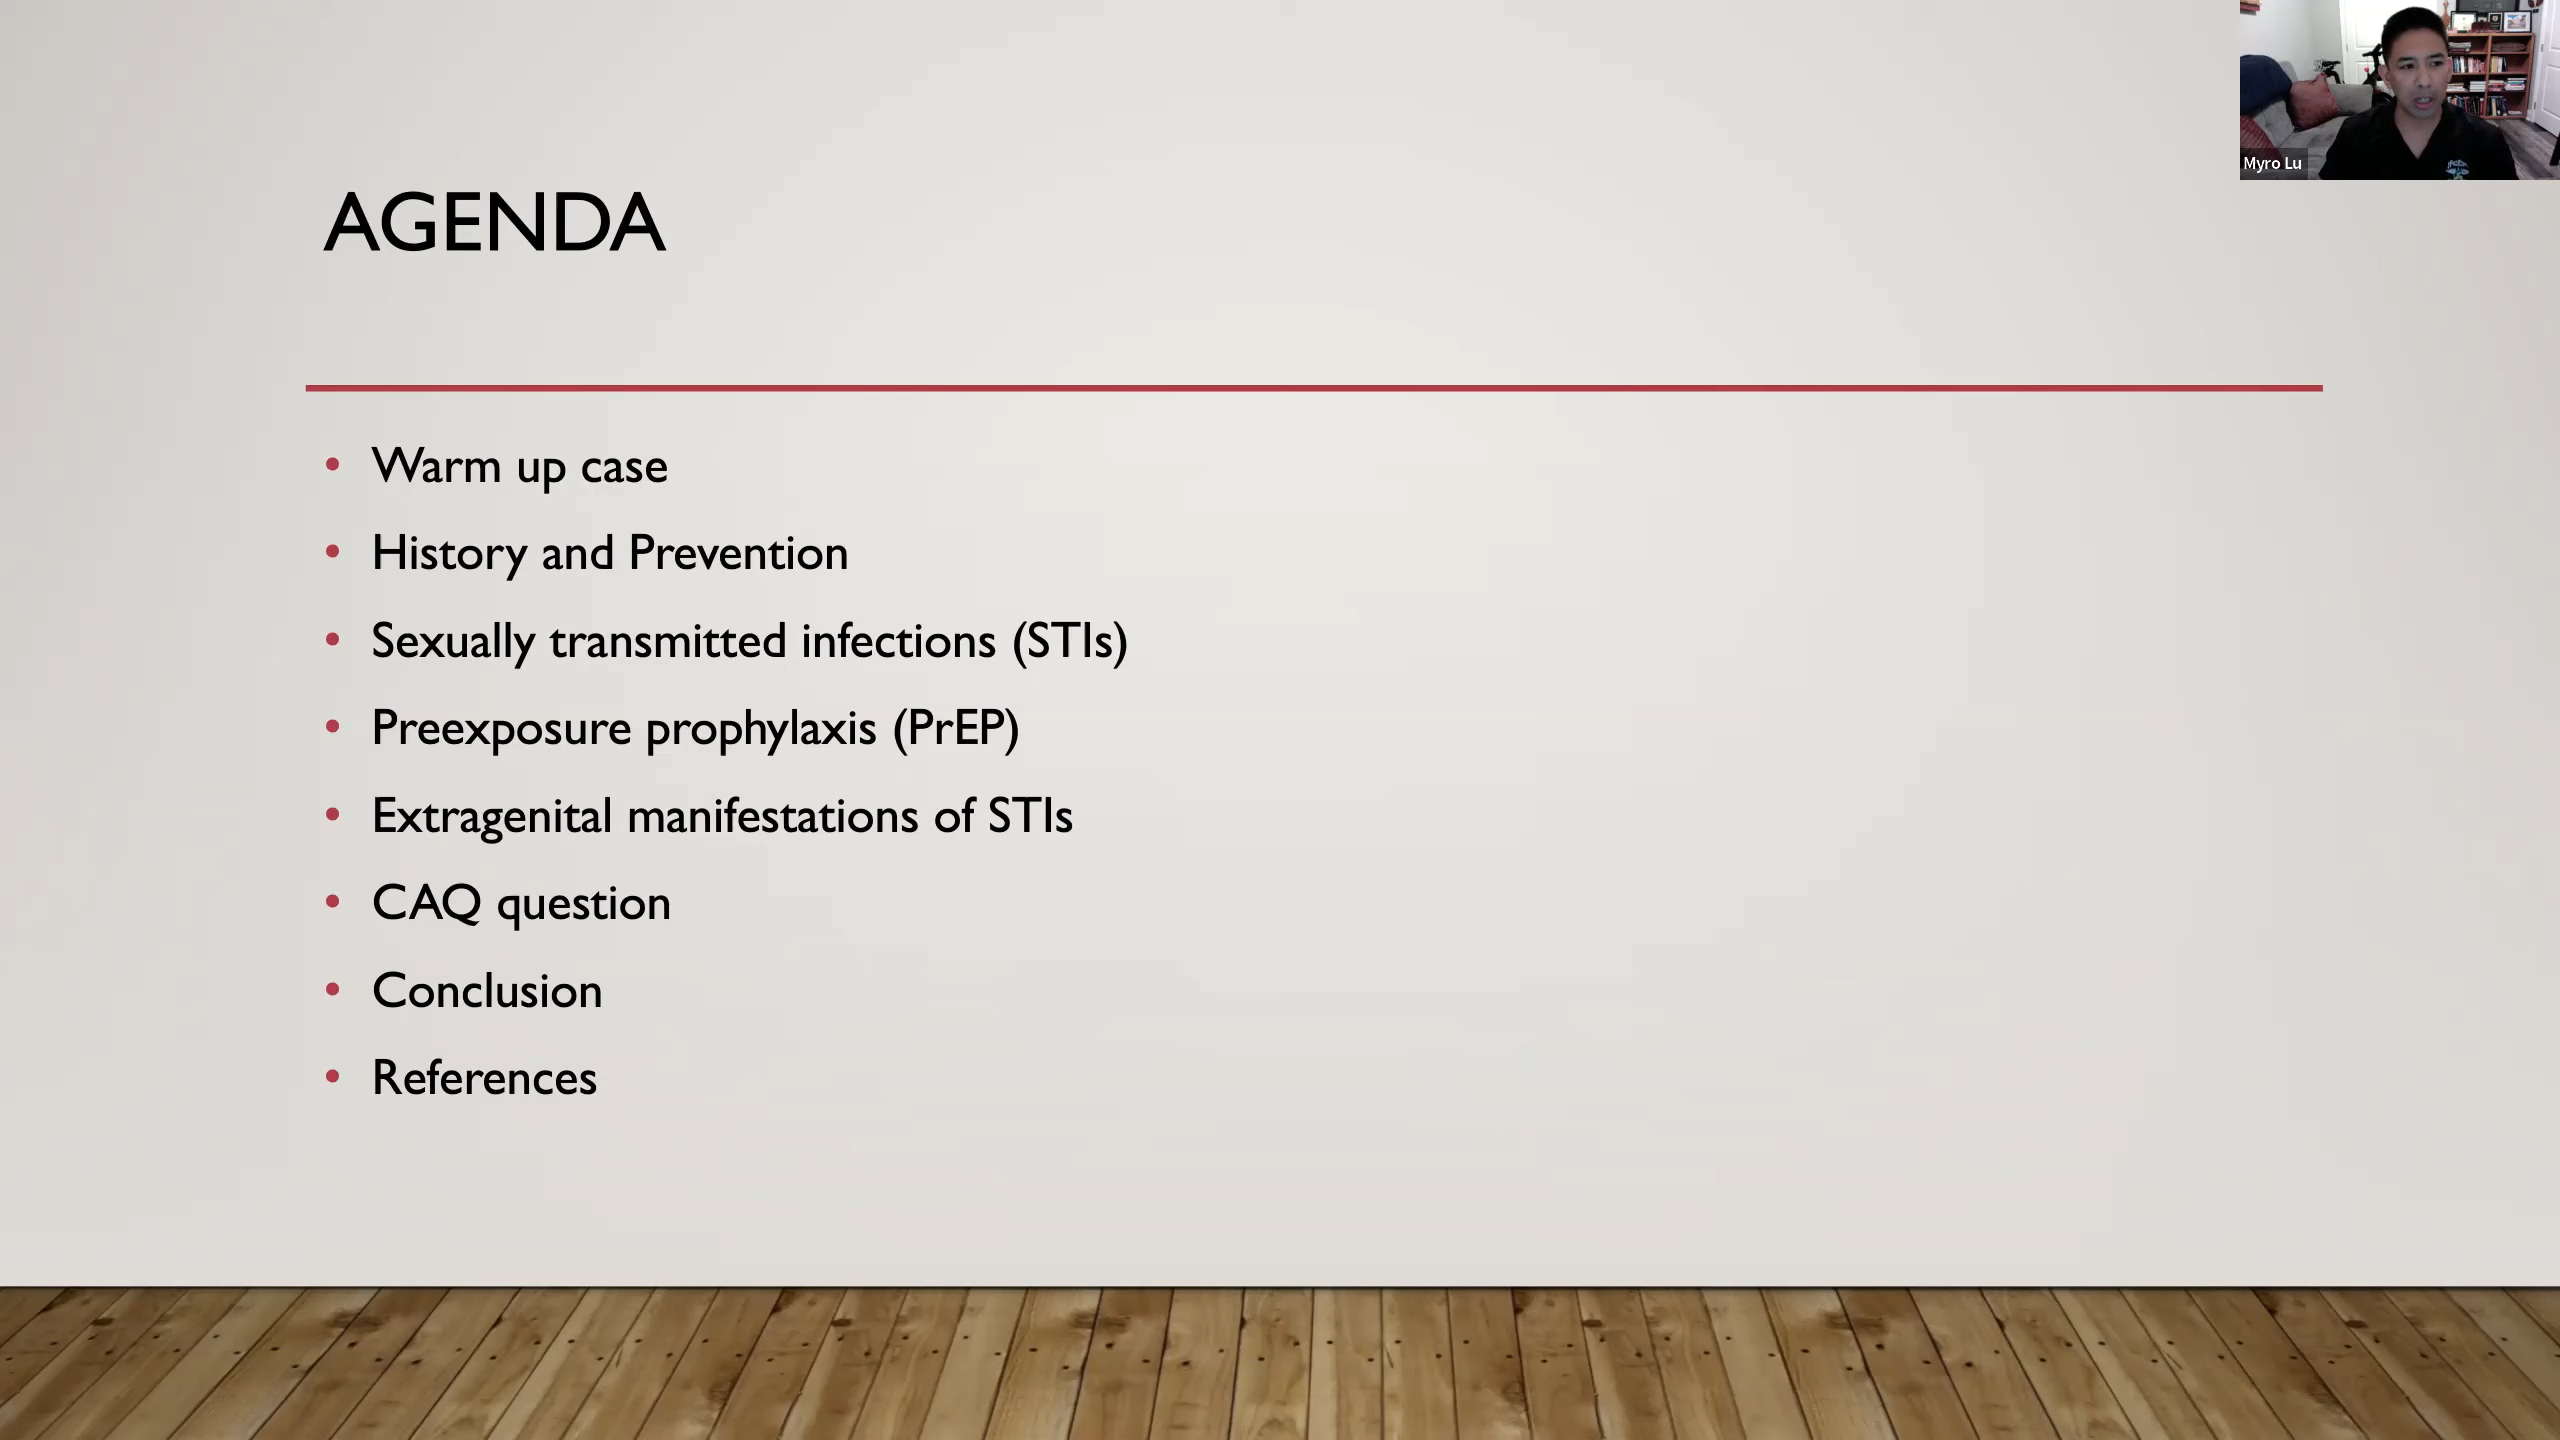 Myro Lu
AGENDA
• Warm up case
• History and Prevention
• Sexually transmitted infections (STIs)
• Preexposure prophylaxis (PrEP)
• Extragenital manifestations of STIs
• CAQ question
• Conclusion
• References